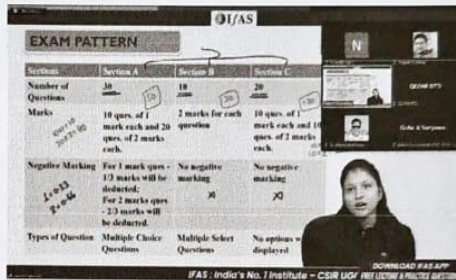 IFAS
EXAM PATTERN
Sections Section A Section B Section C
Number of Questions 30 10 20
Marks 10 ques. of 1 mark each and 20 ques. of 2 marks each. 2 marks for each question 10 ques. of 1 mark each and 10 ques. of 2 marks each.
Negative Marking For 1 mark ques - 1/3 marks will be deducted; For 2 marks ques - 2/3 marks will be deducted. No negative marking No negative marking
Types of Question Multiple Choice Questions Multiple Select Questions No options displayed
N
DOWNLOAD IFAS APP
IFAS : India's No. 1 Institute – CSIR UGC FREE LECTURE & PRACTICE